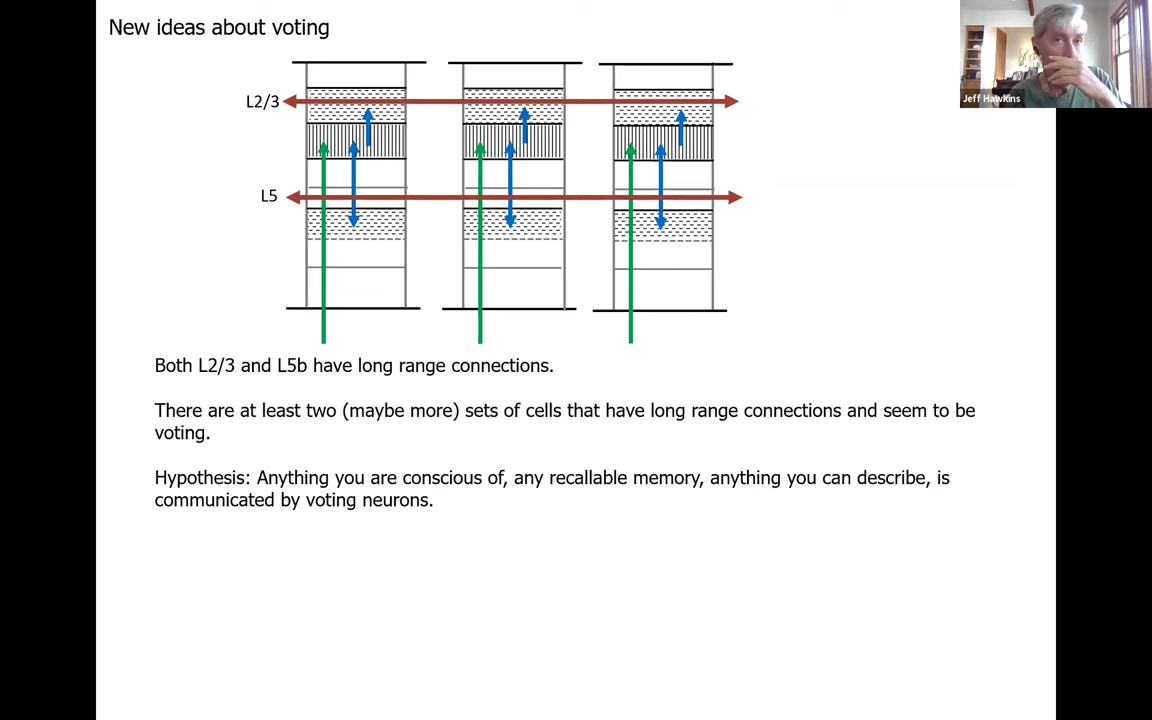 New ideas about voting
Jeff Hawkins
L2/3
L5
Both L2/3 and L5b have long range connections.
There are at least two (maybe more) sets of cells that have long range connections and seem to be
voting.
Hypothesis: Anything you are conscious of, any recallable memory, anything you can describe, is
communicated by voting neurons.